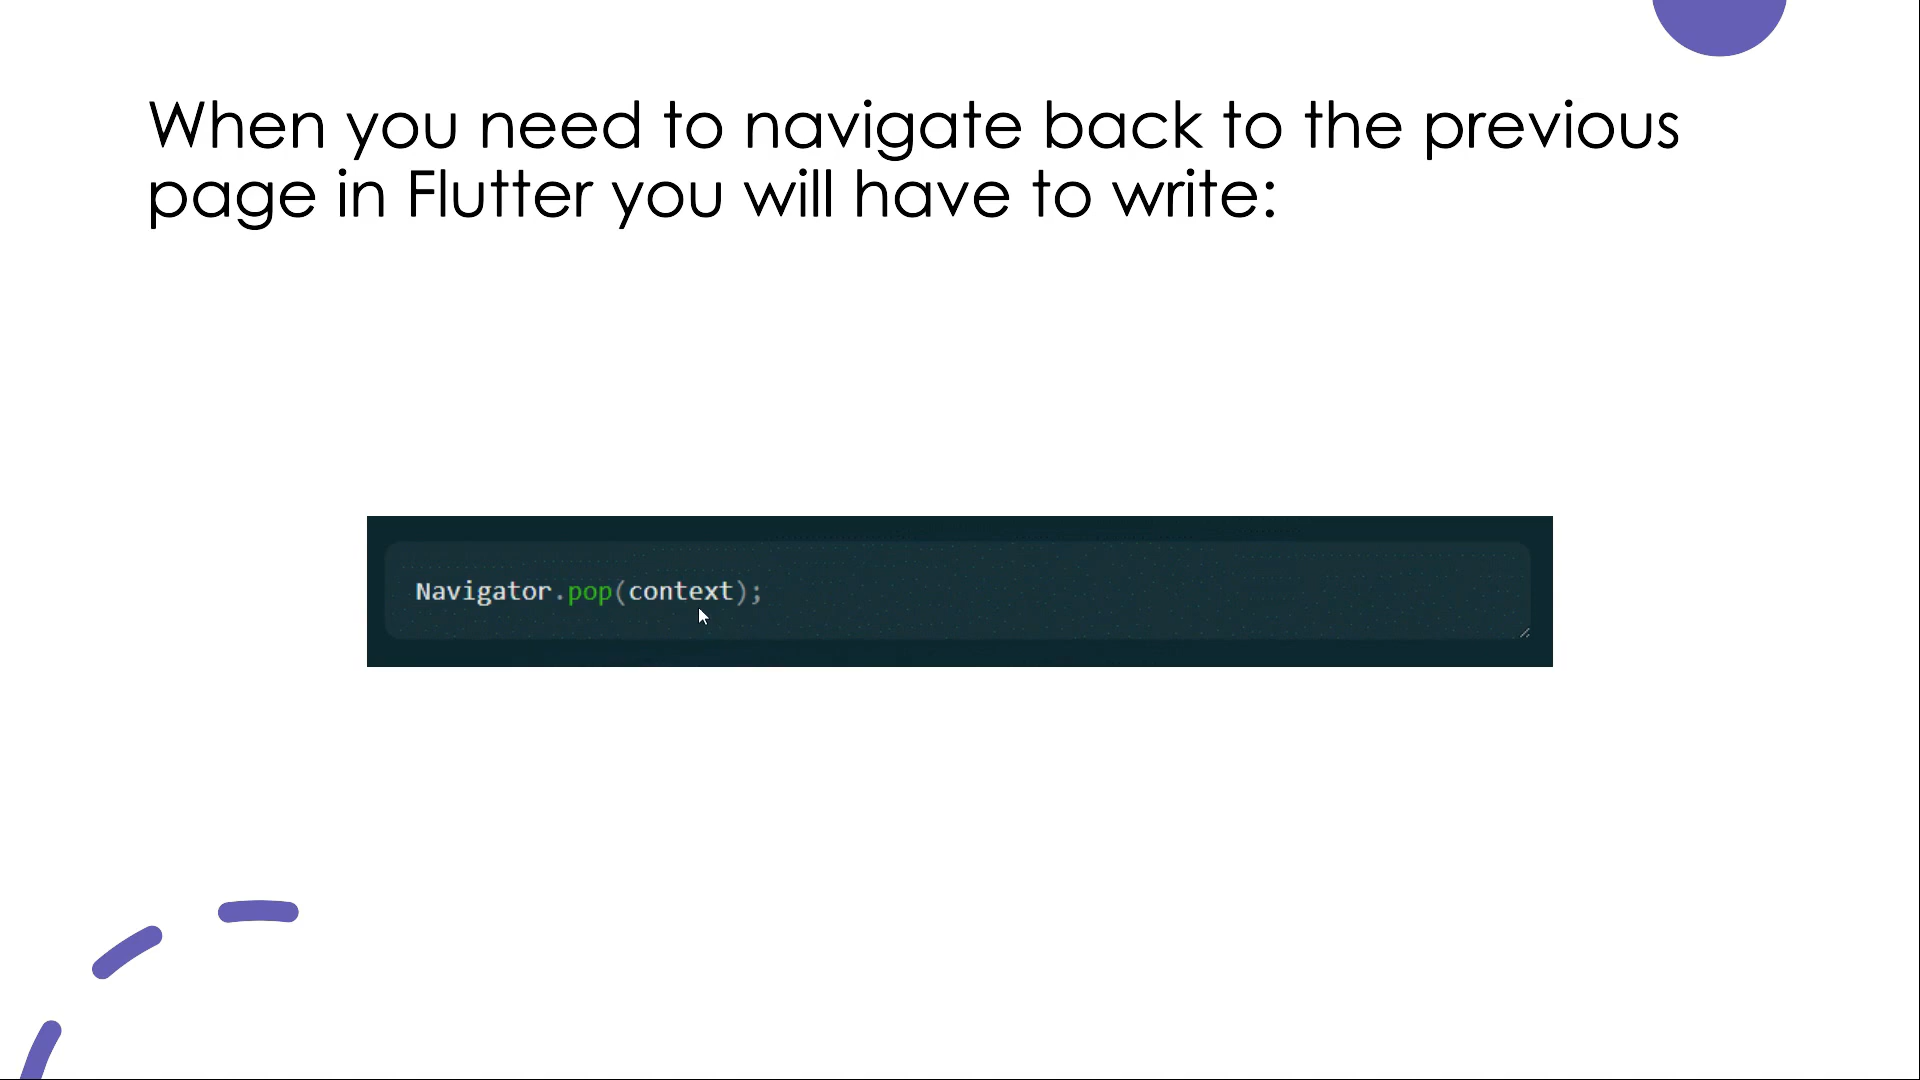 When you need to navigate back to the previous
page in Flutter you will have to write:
Navigator.pop(context);